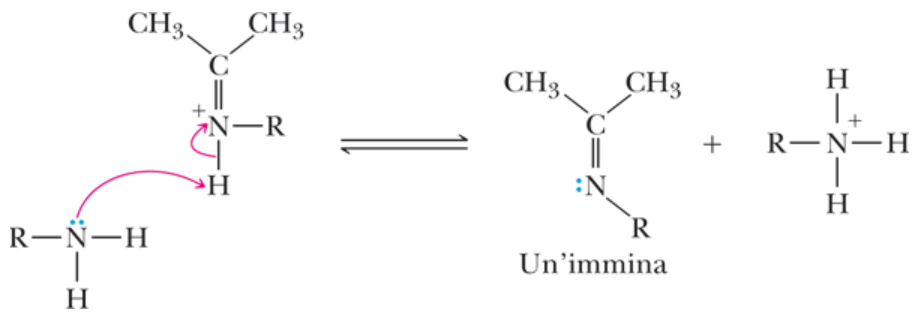 CH₃ CH₃ CH₃ CH₃ H
C C
+ N—R N + R—N—H +
H R H
R—N—H
H
Un'immina